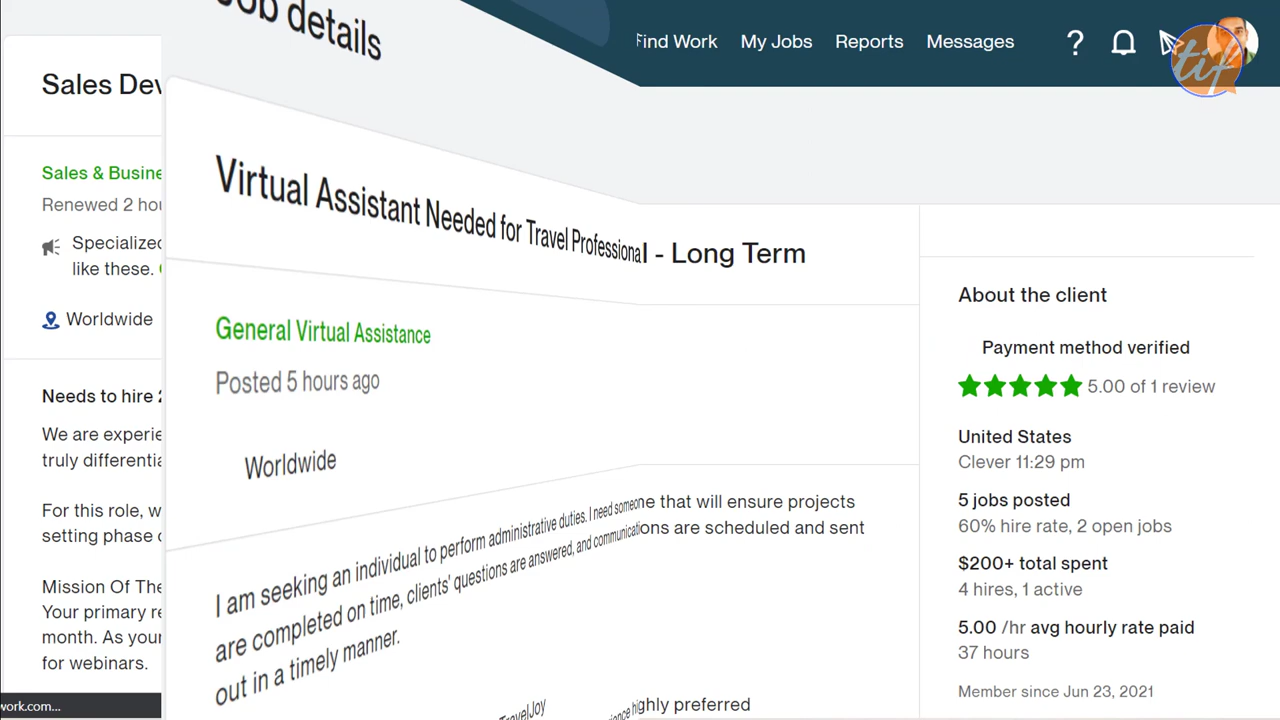 Job details
Find Work My Jobs Reports Messages
tif
Sales Dev
Sales & Busine
Renewed 2 hou
Specialized
like these.
Worldwide
Needs to hire 2
We are experie
truly differentia
For this role, w
setting phase o
Mission Of The
Your primary re
month. As your
for webinars.
work.com...
Virtual Assistant Needed for Travel Professional - Long Term
General Virtual Assistance
Posted 5 hours ago
Worldwide
I am seeking an individual to perform administrative duties. I need someone that will ensure projects
are completed on time, clients' questions are answered, and communications are scheduled and sent
out in a timely manner.
TravelJoy
ghly preferred
About the client
Payment method verified
5.00 of 1 review
United States
Clever 11:29 pm
5 jobs posted
60% hire rate, 2 open jobs
$200+ total spent
4 hires, 1 active
5.00 /hr avg hourly rate paid
37 hours
Member since Jun 23, 2021